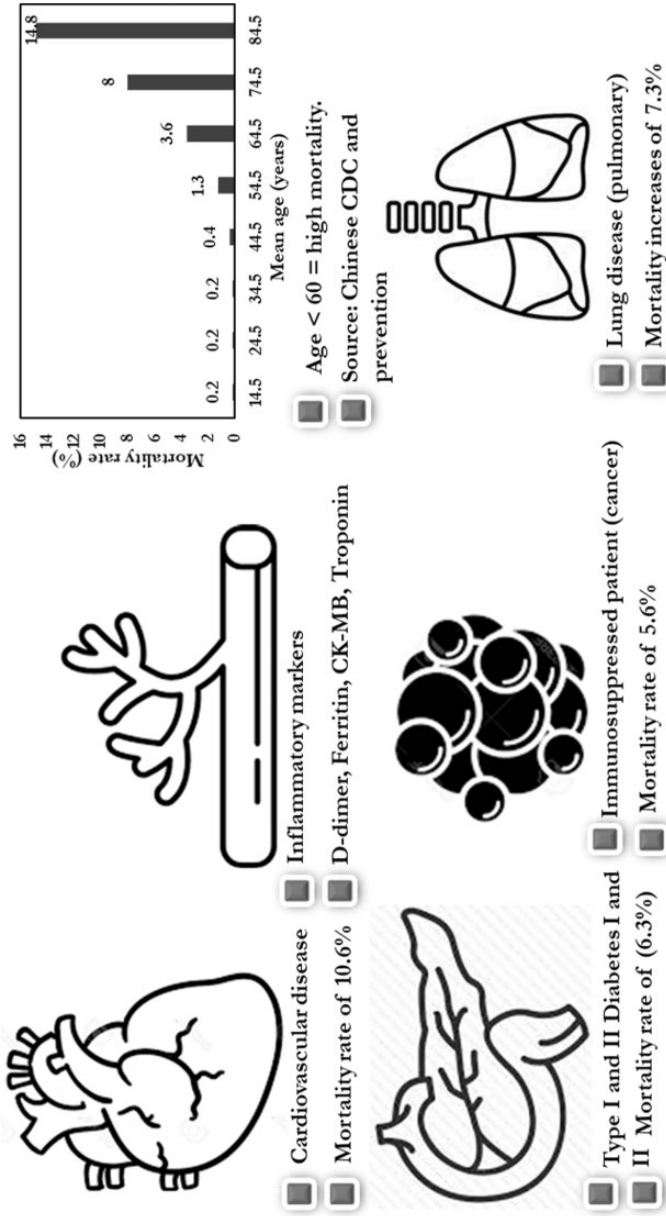 Cardiovascular disease
Mortality rate of 10.6%
Inflammatory markers
D-dimer, Ferritin, CK-MB, Troponin
Mortality rate (%)
16
14
12
10
8
6
4
2
0
0.2
0.2
0.2
0.4
1.3
3.6
8
14.8
14.5
24.5
34.5
44.5
54.5
64.5
74.5
84.5
Mean age (years)
Age < 60 = high mortality.
Source: Chinese CDC and
prevention
Type I and II Diabetes I and
II Mortality rate of (6.3%)
Immunosuppressed patient (cancer)
Mortality rate of 5.6%
Lung disease (pulmonary)
Mortality increases of 7.3%